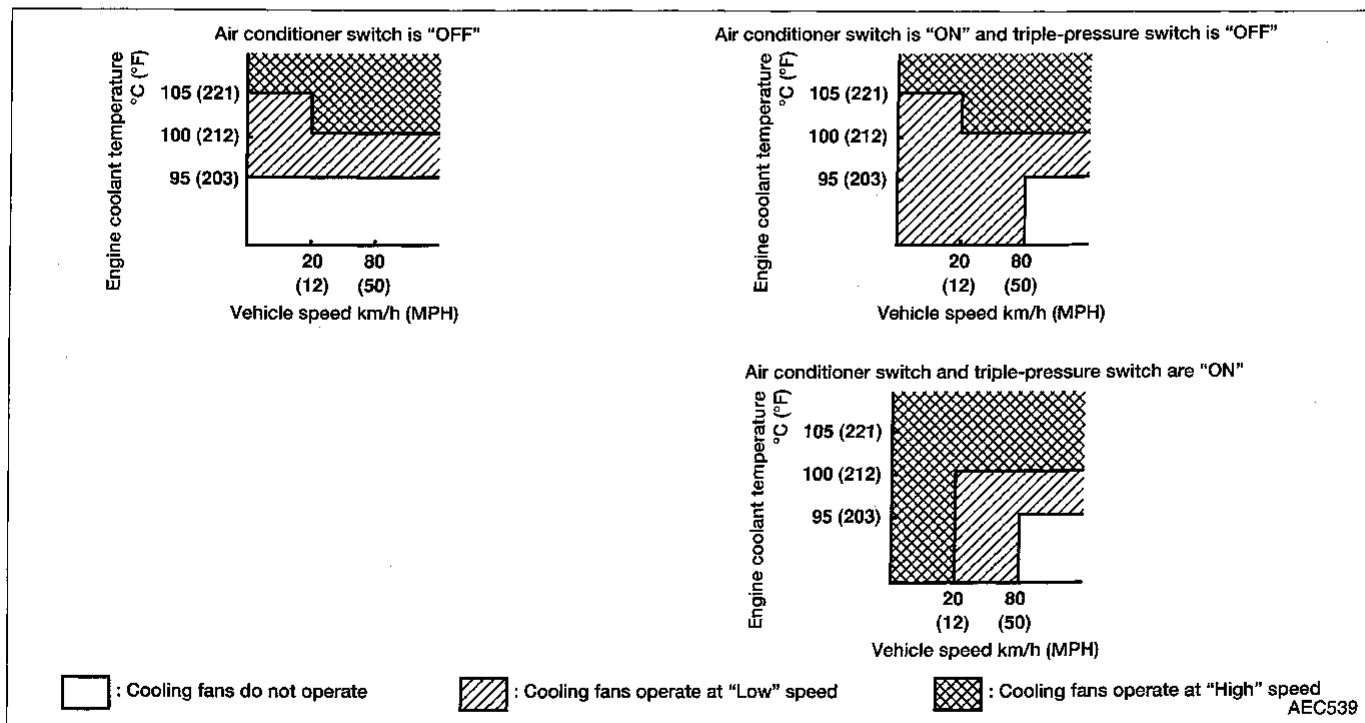 Air conditioner switch is "OFF"
Engine coolant temperature
°C (°F)
105 (221)
100 (212)
95 (203)
20
80
(12)
(50)
Vehicle speed km/h (MPH)
Air conditioner switch is "ON" and triple-pressure switch is "OFF"
Engine coolant temperature
°C (°F)
105 (221)
100 (212)
95 (203)
20
80
(12)
(50)
Vehicle speed km/h (MPH)
Air conditioner switch and triple-pressure switch are "ON"
Engine coolant temperature
°C (°F)
105 (221)
100 (212)
95 (203)
20
80
(12)
(50)
Vehicle speed km/h (MPH)
: Cooling fans do not operate
: Cooling fans operate at "Low" speed
: Cooling fans operate at "High" speed
AEC539